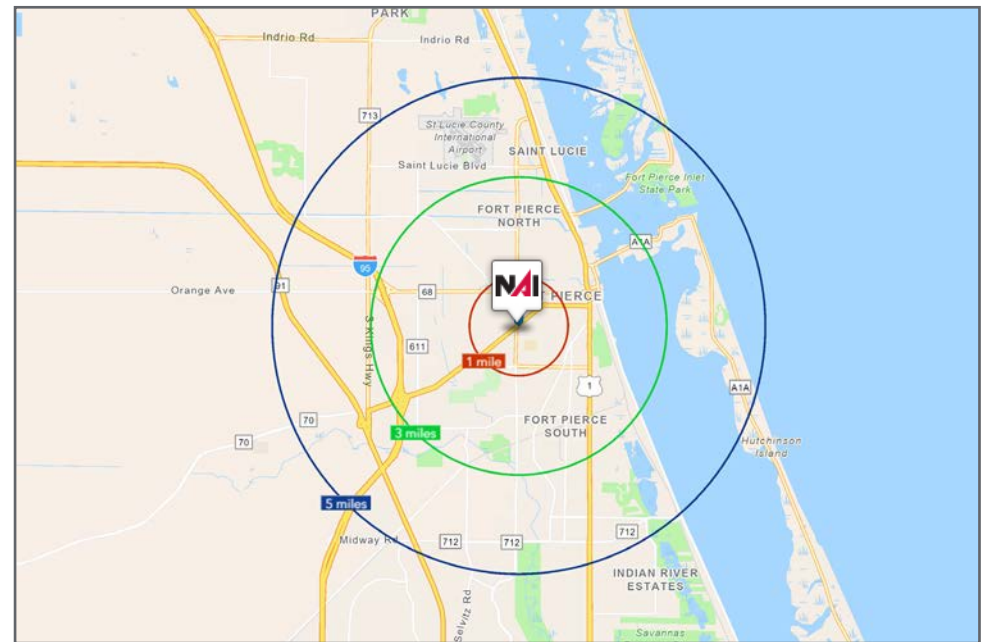 PARK
Indrio Rd
Indrio Rd
713
St Lucie County
International
Airport
SAINT LUCIE
Saint Lucie Blvd
Fort Pierce Inlet
State Park
FORT PIERCE
NORTH
A1A
95
NAI
Orange Ave
91
68
PIERCE
S Kings Hwy
611
1 mile
1
A1A
70
FORT PIERCE
SOUTH
3 miles
70
Hutchinson
Island
5 miles
Midway Rd
712
712
712
INDIAN RIVER
ESTATES
Selvitz Rd
Savannas